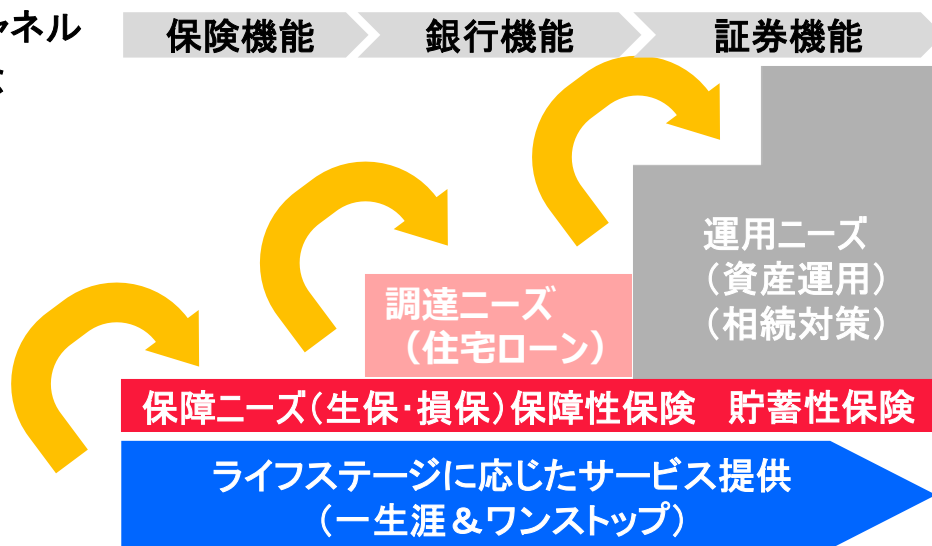 ャネル
保険機能
銀行機能
証券機能
運用ニーズ
（資産運用）
（相続対策）
調達ニーズ
（住宅ローン）
保障ニーズ（生保・損保）保障性保険　貯蓄性保険
ライフステージに応じたサービス提供
（一生涯＆ワンストップ）